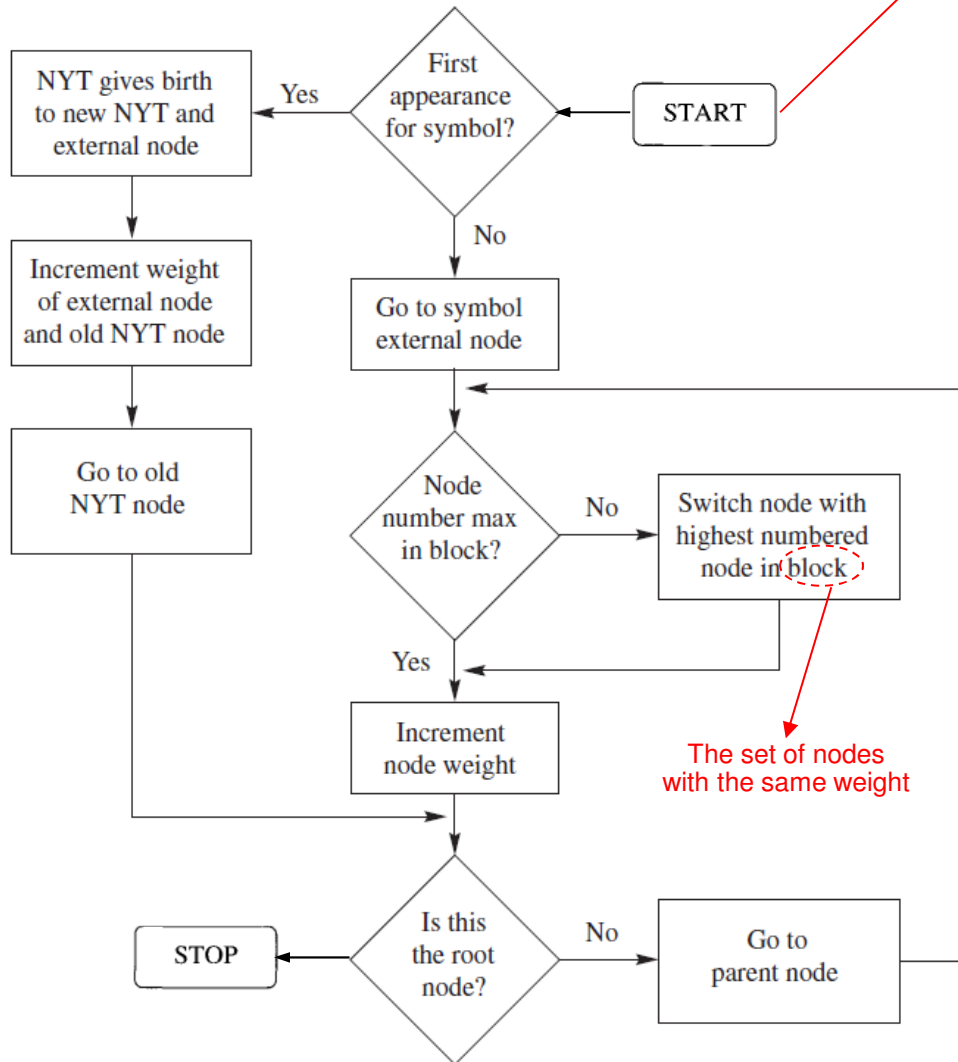 START
First
appearance
for symbol?
Yes
NYT gives birth
to new NYT and
external node
Increment weight
of external node
and old NYT node
Go to old
NYT node
No
Go to symbol
external node
Node
number max
in block?
No
Switch node with
highest numbered
node in block
The set of nodes
with the same weight
Yes
Increment
node weight
Is this
the root
node?
No
Go to
parent node
STOP